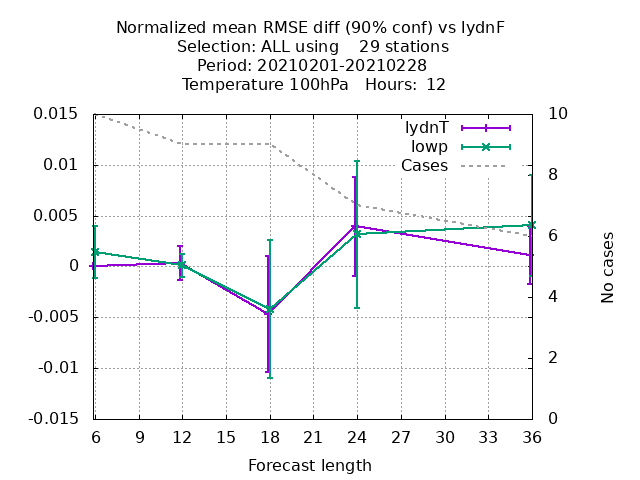 Normalized mean RMSE diff (90% conf) vs lydnF
Selection: ALL using    29 stations
Period: 20210201-20210228
Temperature 100hPa   Hours:  12
lydnT
lowp
Cases
0.015
0.01
0.005
0
-0.005
-0.01
-0.015
10
8
6
4
2
0
No cases
6 9 12 15 18 21 24 27 30 33 36
Forecast length